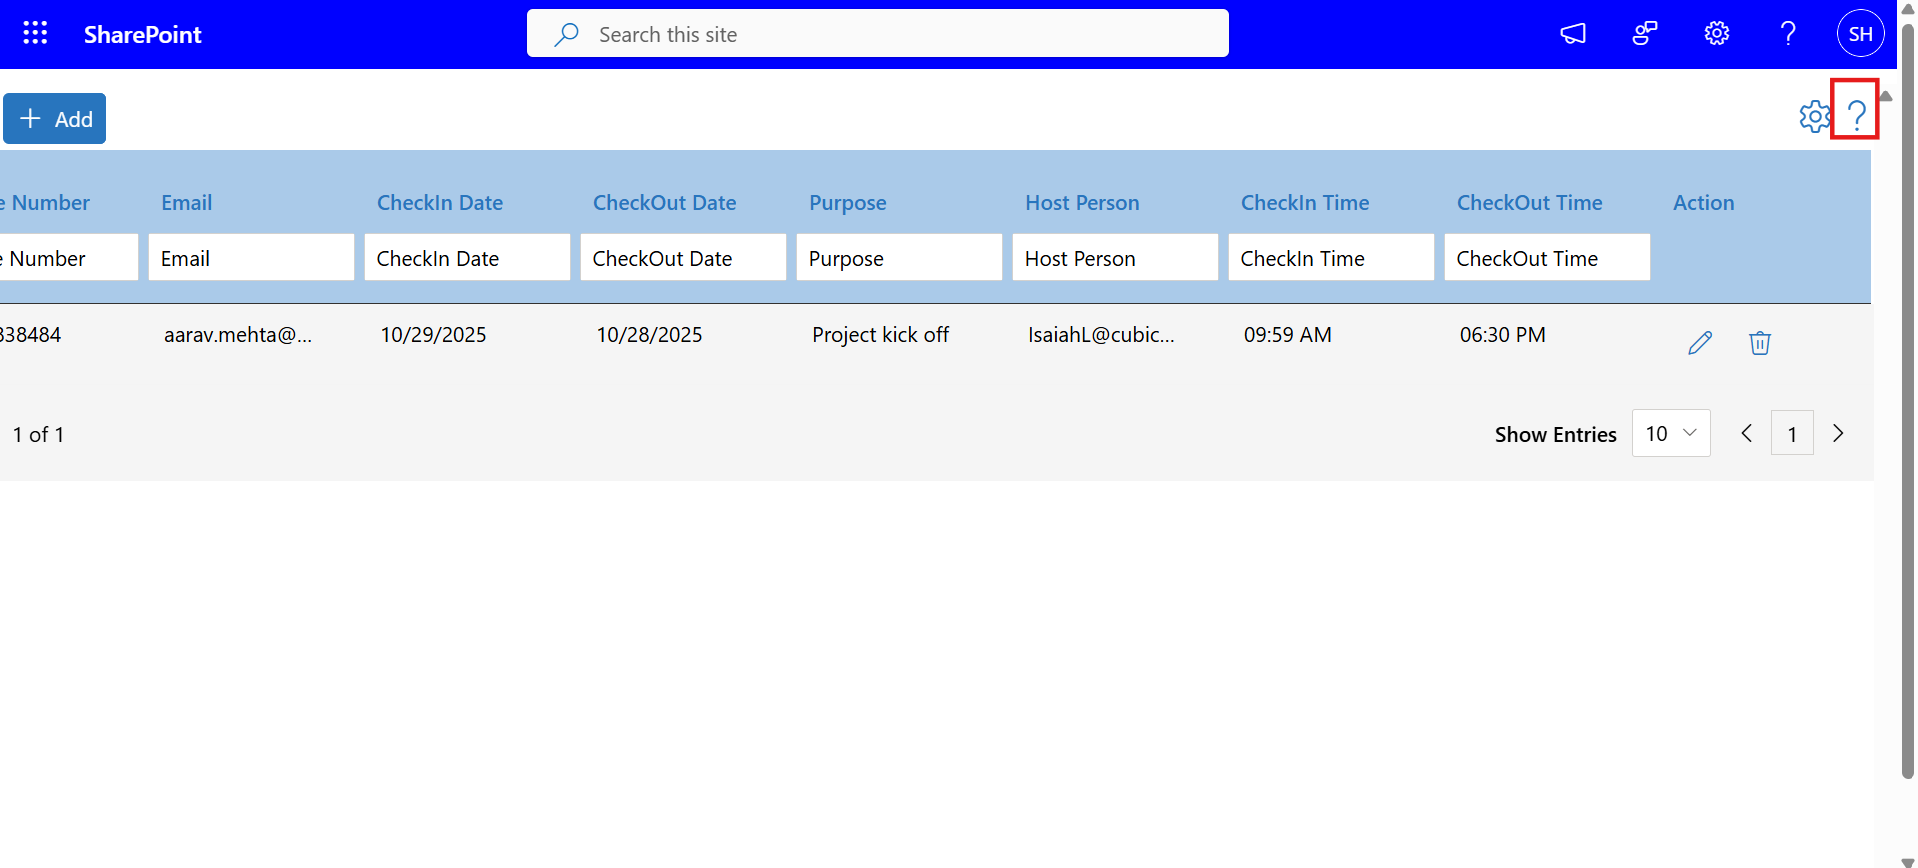 SharePoint
Search this site
SH
Add
e Number Email CheckIn Date CheckOut Date Purpose Host Person CheckIn Time CheckOut Time Action
e Number Email CheckIn Date CheckOut Date Purpose Host Person CheckIn Time CheckOut Time
838484 aarav.mehta@... 10/29/2025 10/28/2025 Project kick off IsaiahL@cubic... 09:59 AM 06:30 PM
1 of 1 Show Entries 10 1